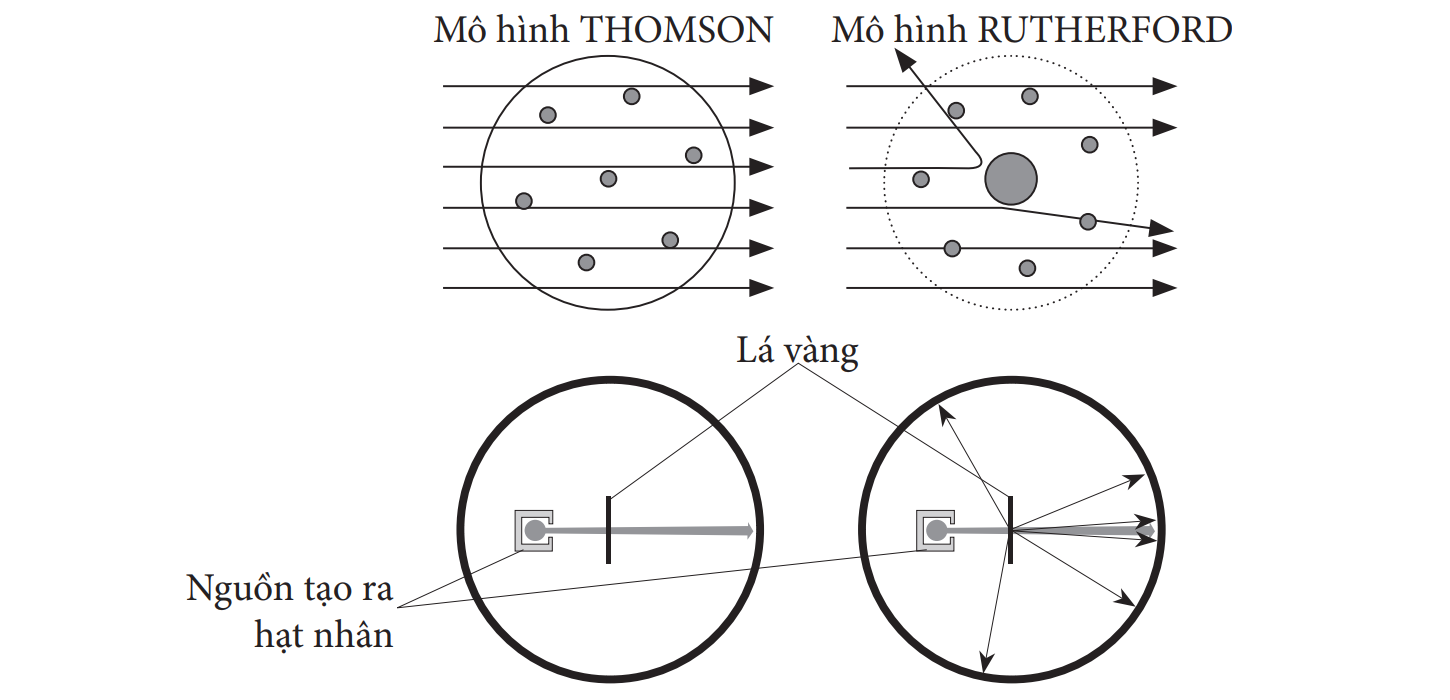 Mô hình THOMSON
Mô hình RUTHERFORD
Lá vàng
Nguồn tạo ra
hạt nhân